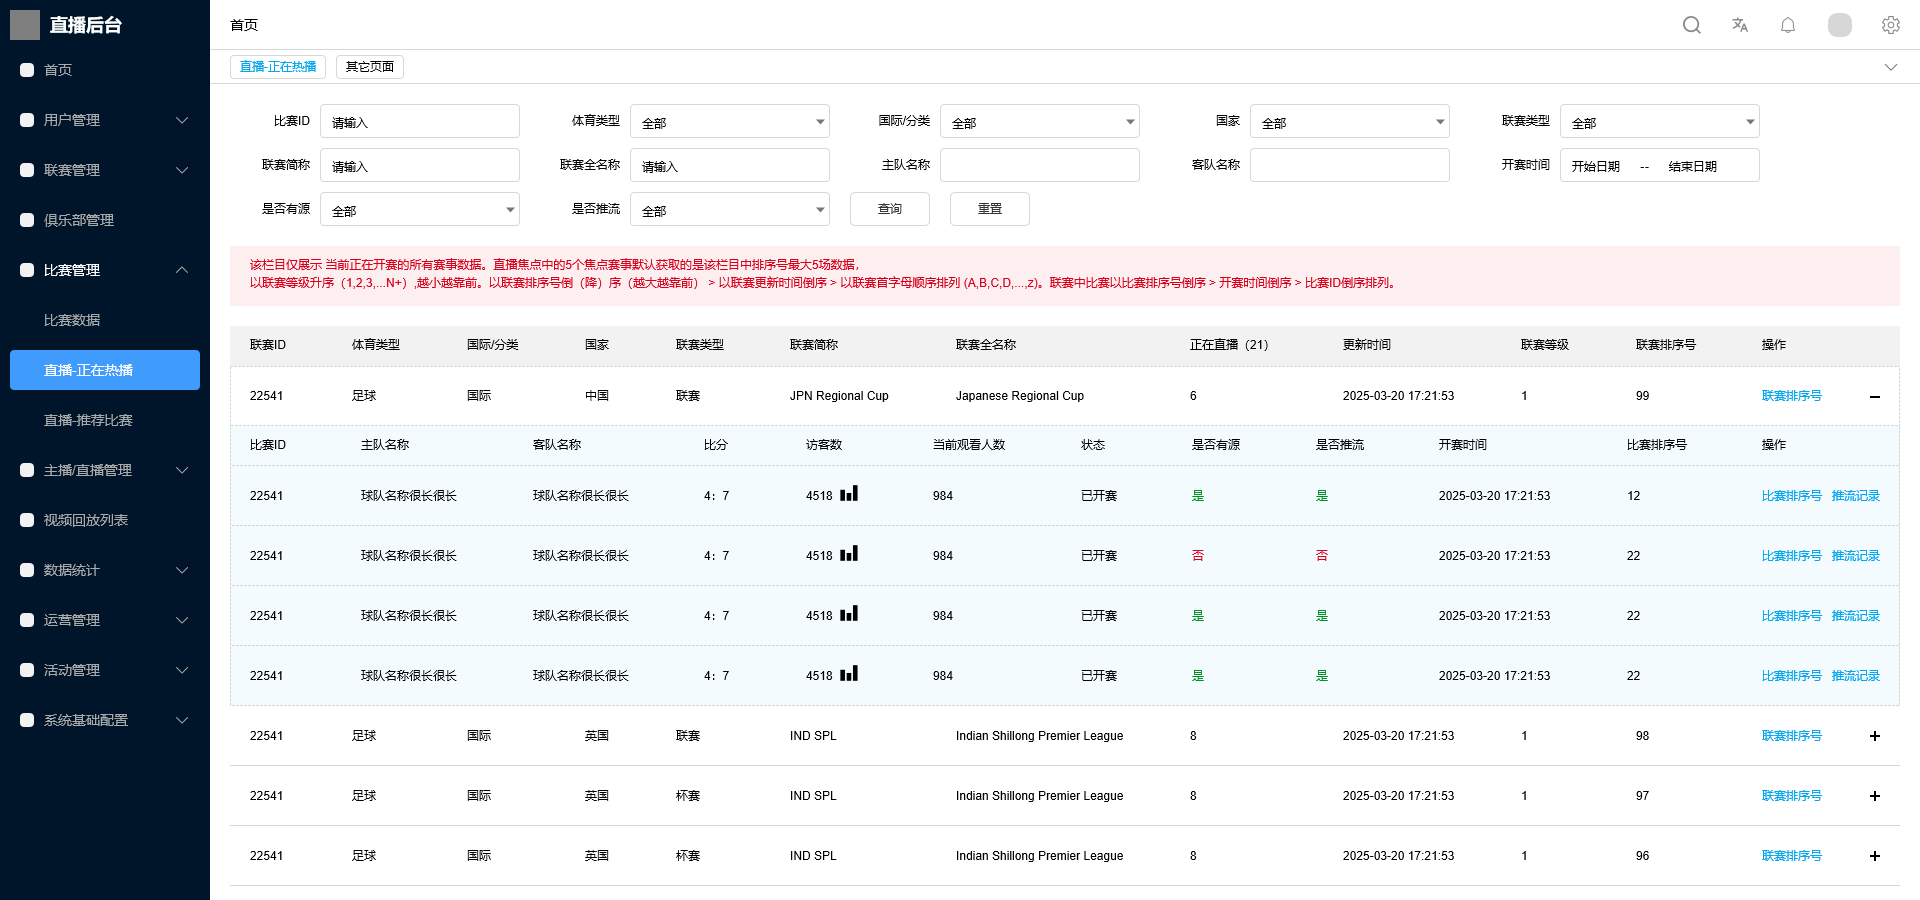 直播后台
首页
首页
用户管理
联赛管理
俱乐部管理
比赛管理
比赛数据
直播-正在热播
直播-推荐比赛
主播/直播管理
视频回放列表
数据统计
运营管理
活动管理
系统基础配置
直播-正在热播 其它页面
比赛ID 请输入 体育类型 全部 国际/分类 全部 国家 全部 联赛类型 全部
联赛简称 请输入 联赛全名称 请输入 主队名称 客队名称 开赛时间 开始日期 -- 结束日期
是否有源 全部 是否推流 全部 查询 重置
该栏目仅展示 当前正在开赛的所有赛事数据。直播焦点中的5个焦点赛事默认获取的是该栏目中排序号最大5场数据,
以联赛等级升序（1,2,3,...N+）,越小越靠前。以联赛排序号倒（降）序（越大越靠前） > 以联赛更新时间倒序 > 以联赛首字母顺序排列 (A,B,C,D,...,z)。联赛中比赛以比赛排序号倒序 > 开赛时间倒序 > 比赛ID倒序排列。
联赛ID 体育类型 国际/分类 国家 联赛类型 联赛简称 联赛全名称 正在直播（21） 更新时间 联赛等级 联赛排序号 操作
22541 足球 国际 中国 联赛 JPN Regional Cup Japanese Regional Cup 6 2025-03-20 17:21:53 1 99 联赛排序号
比赛ID 主队名称 客队名称 比分 访客数 当前观看人数 状态 是否有源 是否推流 开赛时间 比赛排序号 操作
22541 球队名称很长很长 球队名称很长很长 4：7 4518 984 已开赛 是 是 2025-03-20 17:21:53 12 比赛排序号 推流记录
22541 球队名称很长很长 球队名称很长很长 4：7 4518 984 已开赛 否 否 2025-03-20 17:21:53 22 比赛排序号 推流记录
22541 球队名称很长很长 球队名称很长很长 4：7 4518 984 已开赛 是 是 2025-03-20 17:21:53 22 比赛排序号 推流记录
22541 球队名称很长很长 球队名称很长很长 4：7 4518 984 已开赛 是 是 2025-03-20 17:21:53 22 比赛排序号 推流记录
22541 足球 国际 英国 联赛 IND SPL Indian Shillong Premier League 8 2025-03-20 17:21:53 1 98 联赛排序号
22541 足球 国际 英国 杯赛 IND SPL Indian Shillong Premier League 8 2025-03-20 17:21:53 1 97 联赛排序号
22541 足球 国际 英国 杯赛 IND SPL Indian Shillong Premier League 8 2025-03-20 17:21:53 1 96 联赛排序号